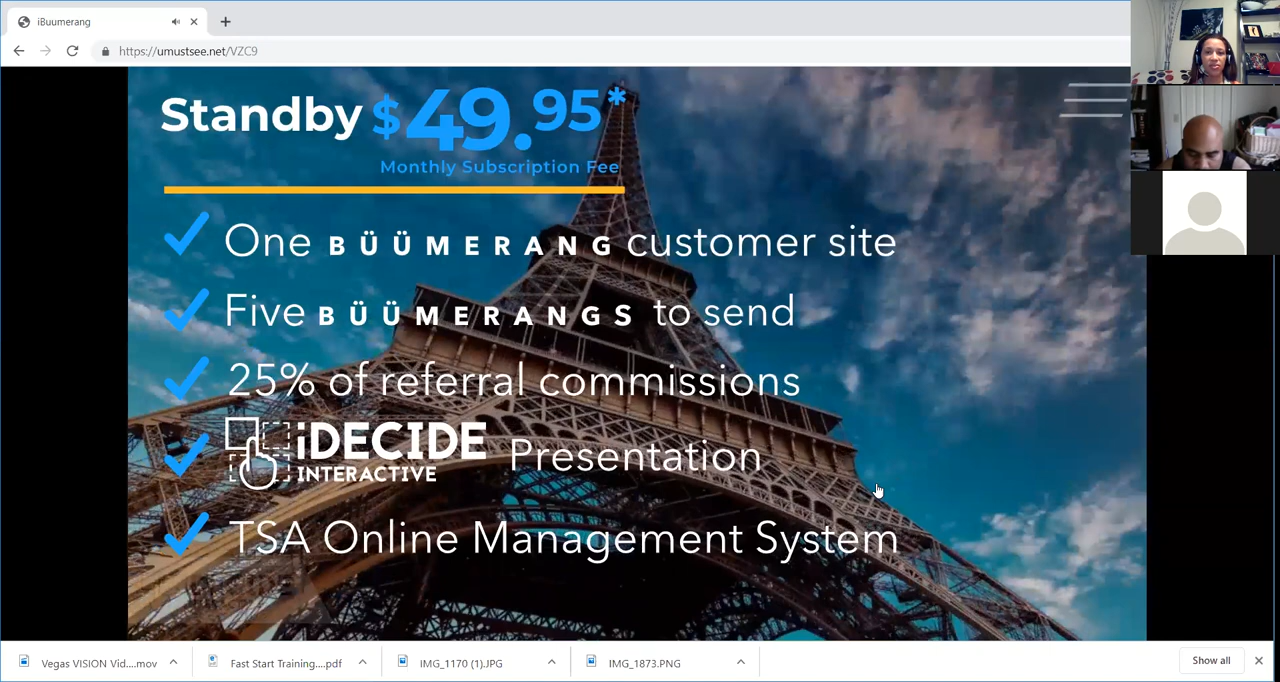 iBuumerang
https://umustsee.net/VZC9
Standby $49.95*
Monthly Subscription Fee
One BÜÜMERANG customer site
Five BÜÜMERANGS to send
25% of referral commissions
iDECIDE INTERACTIVE Presentation
TSA Online Management System
Vegas VISION Vid....mov
Fast Start Training....pdf
IMG_1170 (1).JPG
IMG_1873.PNG
Show all